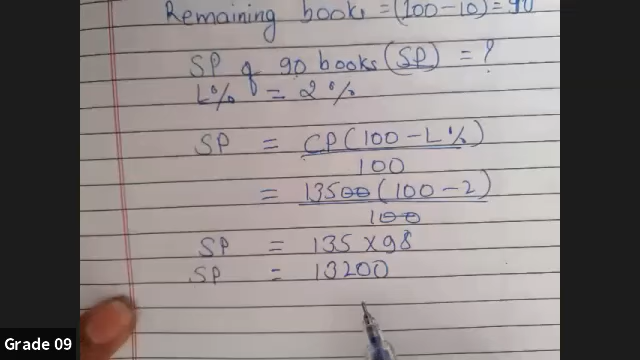 Remaining books = (100-10) = 90
SP of 90 books (SP) = ?
L% = 2%
SP = CP(100-L%)
100
= 13500(100-2)
100
SP = 135 x 98
SP = 13200
Grade 09